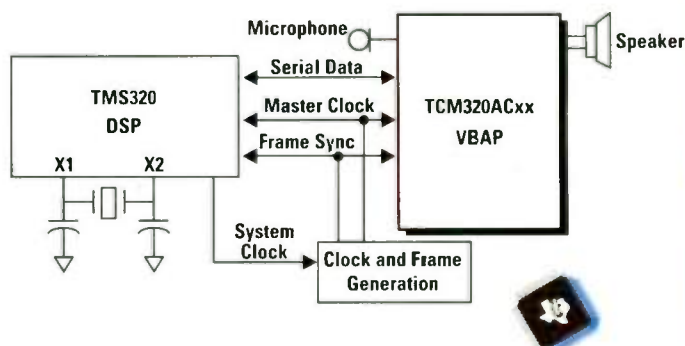 Microphone
Speaker
Serial Data
TMS320
DSP
Master Clock
TCM320ACxx
VBAP
Frame Sync
X1
X2
System
Clock
Clock and Frame
Generation